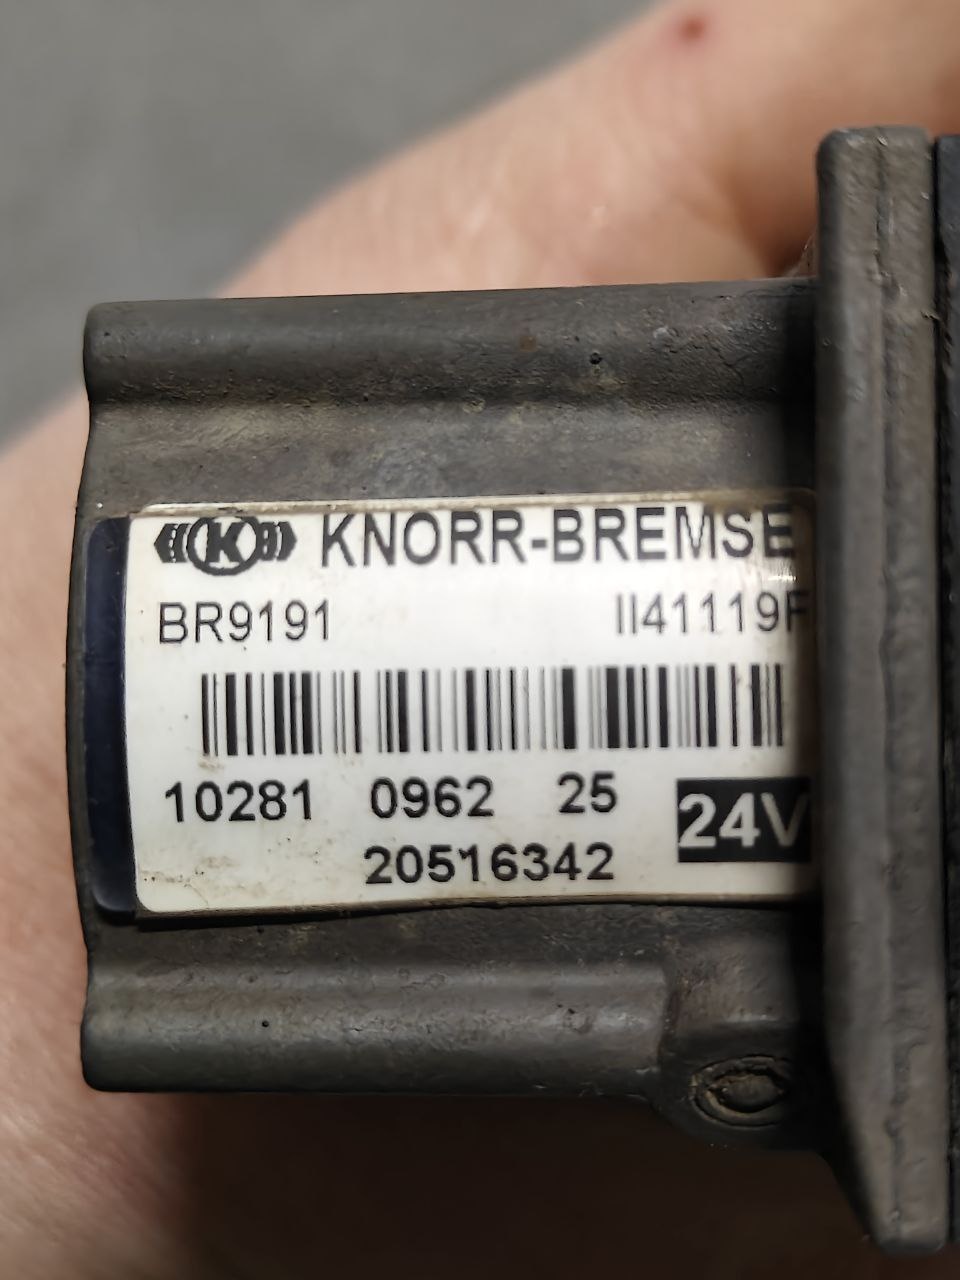 K KNORR-BREMSE
BR9191 II41119F
10281 0962 25 24V
20516342